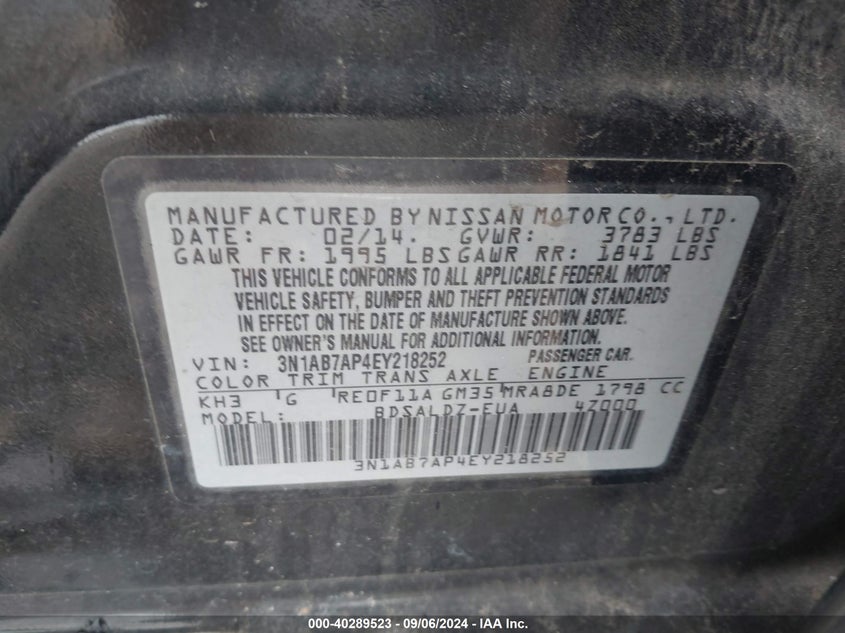 MANUFACTURED BY NISSAN MOTOR CO., LTD.
DATE: 02/14. GVWR: 3783 LBS
GAWR FR: 1995 LBS GAWR RR: 1841 LBS
THIS VEHICLE CONFORMS TO ALL APPLICABLE FEDERAL MOTOR
VEHICLE SAFETY, BUMPER AND THEFT PREVENTION STANDARDS
IN EFFECT ON THE DATE OF MANUFACTURE SHOWN ABOVE.
SEE OWNER'S MANUAL FOR ADDITIONAL INFORMATION.
VIN: 3N1AB7AP4EY218252 PASSENGER CAR.
COLOR TRIM TRANS AXLE ENGINE
KH3 G RE0F11A GM35 MRA8DE 1798 CC
MODEL: BDSALDZ-EUA 4Z000
3N1AB7AP4EY218252
000-40289523 - 09/06/2024 - IAA, Inc.